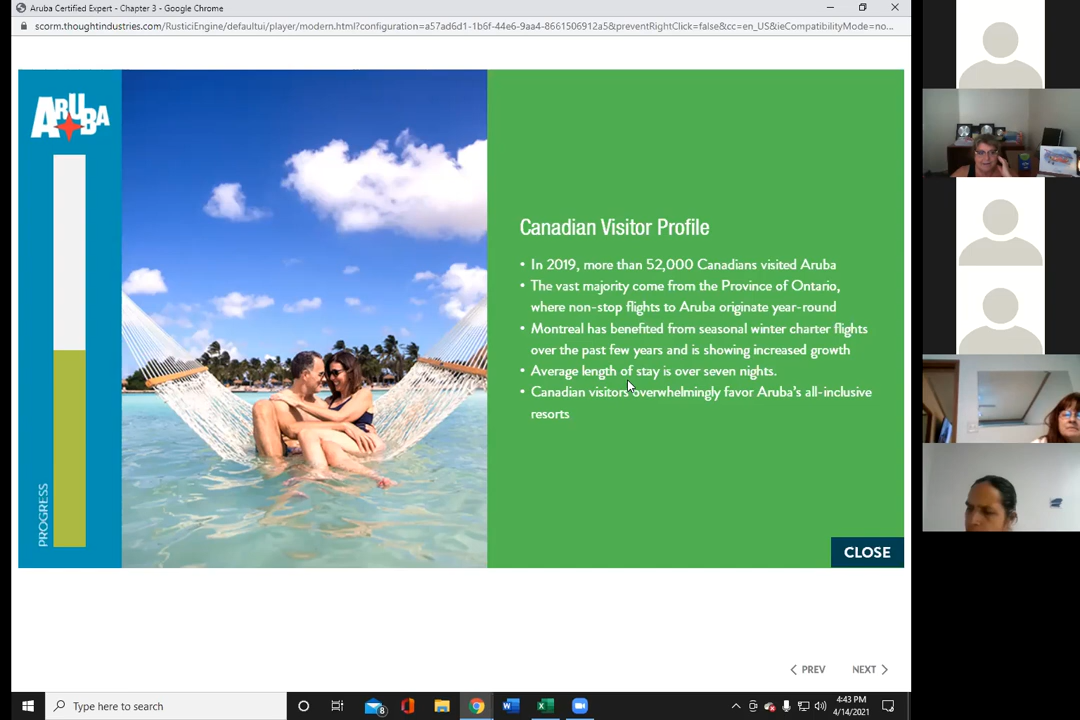 Aruba Certified Expert - Chapter 3 - Google Chrome
scorm.thoughtindustries.com/RusticiEngine/defaultui/player/modern.html?configuration=a57ad6d1-1b6f-44e6-9aa4-8661506912a5&preventRightClick=false&cc=en_US&ieCompatibilityMode=no...
ARUBA
PROGRESS
Canadian Visitor Profile
• In 2019, more than 52,000 Canadians visited Aruba
• The vast majority come from the Province of Ontario,
where non-stop flights to Aruba originate year-round
• Montreal has benefited from seasonal winter charter flights
over the past few years and is showing increased growth
• Average length of stay is over seven nights.
• Canadian visitors overwhelmingly favor Aruba's all-inclusive
resorts
CLOSE
PREV
NEXT
Type here to search
8
4:43 PM
4/14/2021